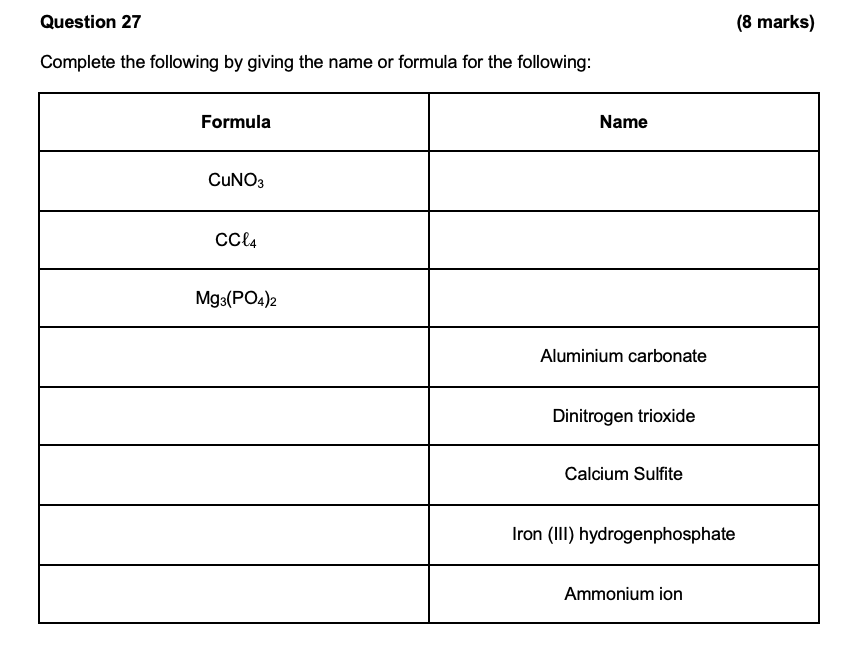 Question 27 (8 marks)
Complete the following by giving the name or formula for the following:
Formula Name
CuNO₃
CCℓ₄
Mg₃(PO₄)₂
Aluminium carbonate
Dinitrogen trioxide
Calcium Sulfite
Iron (III) hydrogenphosphate
Ammonium ion